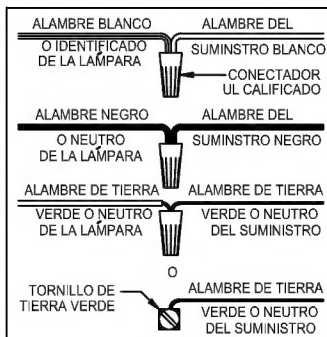 ALAMBRE BLANCO
ALAMBRE DEL
O IDENTIFICADO
DE LA LAMPARA
SUMINSTRO BLANCO
CONECTADOR
UL CALIFICADO
ALAMBRE NEGRO
ALAMBRE DEL
O NEUTRO
DE LA LÁMPARA
SUMINSTRO NEGRO
ALAMBRE DE TIERRA
ALAMBRE DE TIERRA
VERDE O NEUTRO
DE LA LÁMPARA
VERDE O NEUTRO
DEL SUMINISTRO
O
TORNILLO DE
TIERRA VERDE
ALAMBRE DE TIERRA
VERDE O NEUTRO
DEL SUMINISTRO